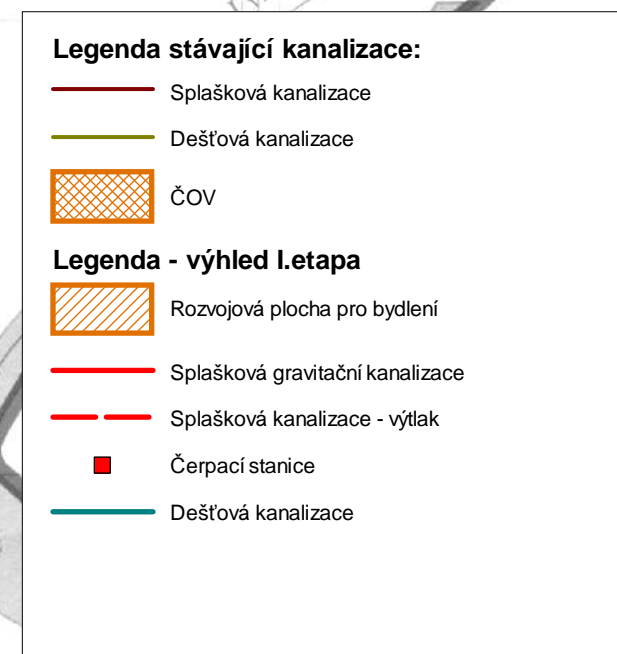 Legenda stávající kanalizace:
Splašková kanalizace
Dešťová kanalizace
ČOV
Legenda - výhled I.etapa
Rozvojová plocha pro bydlení
Splašková gravitační kanalizace
Splašková kanalizace - výtlak
Čerpací stanice
Dešťová kanalizace